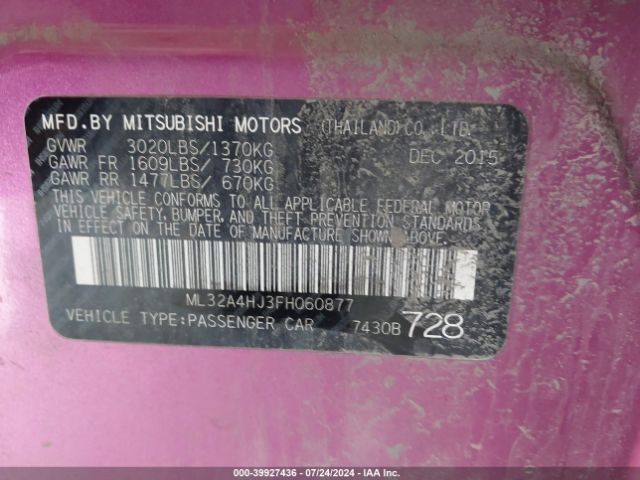 MFD.BY MITSUBISHI MOTORS (THAILAND) CO., LTD.
GVWR 3020LBS/1370KG DEC 2015
GAWR FR 1609LBS/ 730KG
GAWR RR 1477LBS/ 670KG
THIS VEHICLE CONFORMS TO ALL APPLICABLE FEDERAL MOTOR
VEHICLE SAFETY, BUMPER, AND THEFT PREVENTION STANDARDS
IN EFFECT ON THE DATE OF MANUFACTURE SHOWN ABOVE.
ML32A4HJ3FH060877
VEHICLE TYPE:PASSENGER CAR 7430B 728
000-39927436 - 07/24/2024 - IAA Inc.